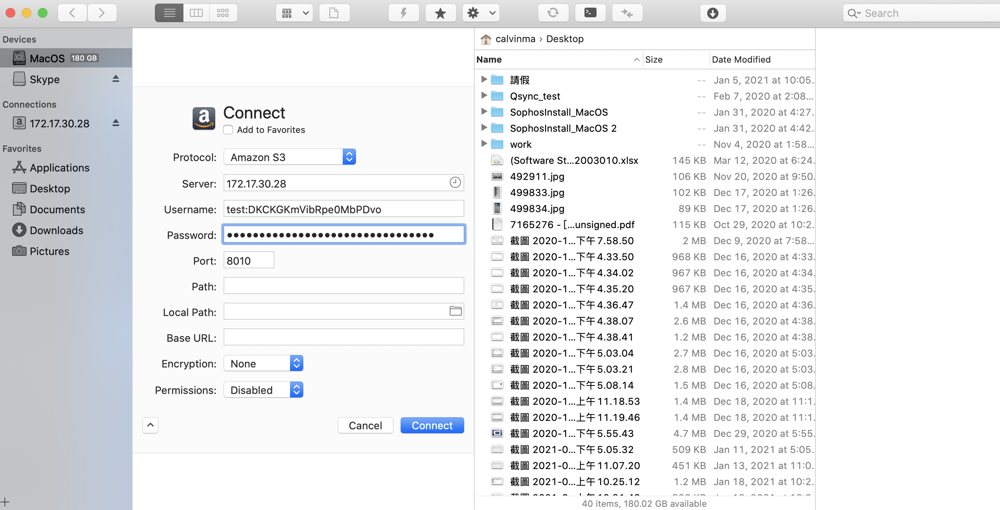 Search
Devices
MacOS 180 GB
Skype
Connections
172.17.30.28
Favorites
Applications
Desktop
Documents
Downloads
Pictures
Connect
Add to Favorites
Protocol: Amazon S3
Server: 172.17.30.28
Username: test:DKCKGKmVibRpe0MbPDvo
Password: ••••••••••••••••••••••••••••••••
Port: 8010
Path:
Local Path:
Base URL:
Encryption: None
Permissions: Disabled
Cancel Connect
calvinma › Desktop
Name Size Date Modified
請假 -- Jan 5, 2021 at 10:05.
Qsync_test -- Feb 7, 2020 at 2:08...
SophosInstall_MacOS -- Jan 31, 2020 at 4:27.
SophosInstall_MacOS 2 -- Jan 31, 2020 at 4:42.
work -- Nov 4, 2020 at 1:58...
(Software St...2003010.xlsx 145 KB Mar 12, 2020 at 6:24.
492911.jpg 106 KB Nov 20, 2020 at 9:50.
499833.jpg 102 KB Dec 17, 2020 at 1:26.
499834.jpg 89 KB Dec 17, 2020 at 1:26.
7165276 - [...unsigned.pdf 115 KB Oct 29, 2020 at 10:2.
截圖 2020-1...下午7.58.50 2 MB Dec 9, 2020 at 7:58...
截圖 2020-1...下午4.33.50 968 KB Dec 16, 2020 at 4:33.
截圖 2020-1...下午4.34.02 967 KB Dec 16, 2020 at 4:34.
截圖 2020-1...下午4.35.20 967 KB Dec 16, 2020 at 4:35.
截圖 2020-1...下午4.36.47 1.4 MB Dec 16, 2020 at 4:36.
截圖 2020-1...下午4.38.07 2.6 MB Dec 16, 2020 at 4:38.
截圖 2020-1...下午4.38.41 1.2 MB Dec 16, 2020 at 4:38.
截圖 2020-1...下午5.03.04 2.7 MB Dec 16, 2020 at 5:03.
截圖 2020-1...下午5.03.21 2.8 MB Dec 16, 2020 at 5:03.
截圖 2020-1...下午5.08.14 1.5 MB Dec 16, 2020 at 5:08.
截圖 2020-1...上午11.18.53 1.4 MB Dec 18, 2020 at 11:1.
截圖 2020-1...上午11.19.46 1.4 MB Dec 18, 2020 at 11:1.
截圖 2020-1...下午5.55.43 4.7 MB Dec 29, 2020 at 5:55.
截圖 2021-0...下午5.05.32 509 KB Jan 11, 2021 at 5:05.
截圖 2021-0...上午11.07.20 451 KB Jan 13, 2021 at 11:0.
截圖 2021-0...上午10.25.12 1.2 MB Jan 18, 2021 at 10:2.
40 items, 180.02 GB available